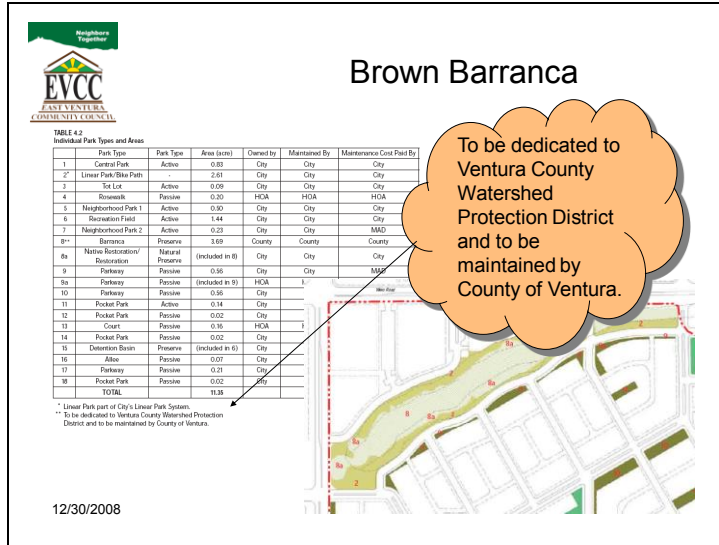 Neighbors
Together
EVCC
EAST VENTURA
COMMUNITY COUNCIL
Brown Barranca
TABLE 4.2
Individual Park Types and Areas
Park Type Park Type Area (acre) Owned by Maintained By Maintenance Cost Paid By
1 Central Park Active 0.83 City City City
2* Linear Park/Bike Path - 2.61 City City City
3 Tot Lot Active 0.09 City City City
4 Rosewalk Passive 0.20 HOA HOA HOA
5 Neighborhood Park 1 Active 0.50 City City City
6 Recreation Field Active 1.44 City City City
7 Neighborhood Park 2 Active 0.23 City City MAD
8** Barranca Preserve 3.69 County County County
8a Native Restoration/ Restoration Natural Preserve (included in 8) City City City
9 Parkway Passive 0.56 City City MAD
9a Parkway Passive (included in 9) HOA
10 Parkway Passive 0.56 City
11 Pocket Park Active 0.14 City
12 Pocket Park Passive 0.02 City
13 Court Passive 0.16 HOA
14 Pocket Park Passive 0.02 City
15 Detention Basin Preserve (included in 6) City
16 Allee Passive 0.07 City
17 Parkway Passive 0.21 City
18 Pocket Park Passive 0.02 City
TOTAL 11.35
* Linear Park part of City's Linear Park System.
** To be dedicated to Ventura County Watershed Protection
District and to be maintained by County of Ventura.
To be dedicated to
Ventura County
Watershed
Protection District
and to be
maintained by
County of Ventura.
2
9
8a
2
8a
8a
8
8a
8a
8a
2
12/30/2008